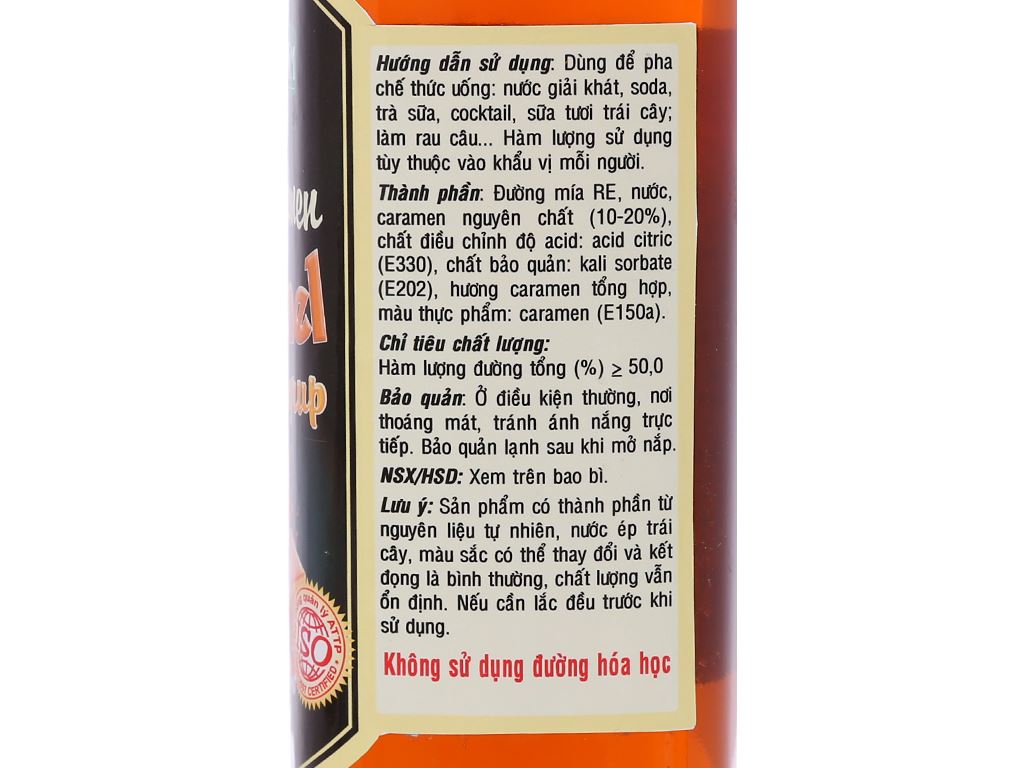 Hướng dẫn sử dụng: Dùng để pha
chế thức uống: nước giải khát, soda,
trà sữa, cocktail, sữa tươi trái cây;
làm rau câu... Hàm lượng sử dụng
tùy thuộc vào khẩu vị mỗi người.
Thành phần: Đường mía RE, nước,
caramen nguyên chất (10-20%),
chất điều chỉnh độ acid: acid citric
(E330), chất bảo quản: kali sorbate
(E202), hương caramen tổng hợp,
màu thực phẩm: caramen (E150a).
Chỉ tiêu chất lượng:
Hàm lượng đường tổng (%) ≥ 50,0
Bảo quản: Ở điều kiện thường, nơi
thoáng mát, tránh ánh nắng trực
tiếp. Bảo quản lạnh sau khi mở nắp.
NSX/HSD: Xem trên bao bì.
Lưu ý: Sản phẩm có thành phần từ
nguyên liệu tự nhiên, nước ép trái
cây, màu sắc có thể thay đổi và kết
đọng là bình thường, chất lượng vẫn
ổn định. Nếu cần lắc đều trước khi
sử dụng.
Không sử dụng đường hóa học
quản lý ATTP
CERTIFIED